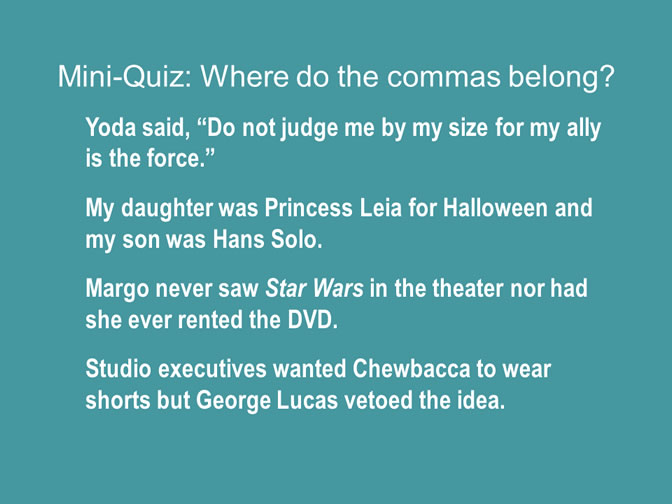 Mini-Quiz: Where do the commas belong?
Yoda said, “Do not judge me by my size for my ally
is the force.”
My daughter was Princess Leia for Halloween and
my son was Hans Solo.
Margo never saw Star Wars in the theater nor had
she ever rented the DVD.
Studio executives wanted Chewbacca to wear
shorts but George Lucas vetoed the idea.